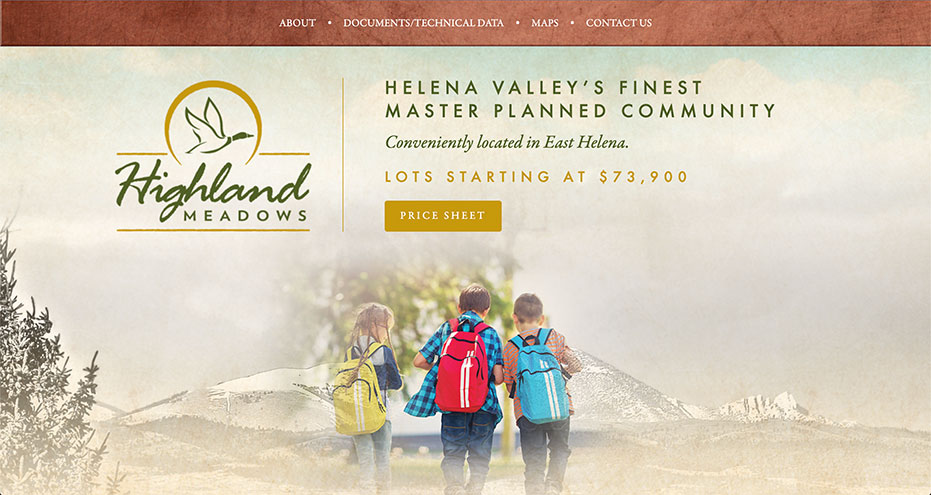 ABOUT • DOCUMENTS/TECHNICAL DATA • MAPS • CONTACT US
Highland
MEADOWS
HELENA VALLEY’S FINEST
MASTER PLANNED COMMUNITY
Conveniently located in East Helena.
LOTS STARTING AT $73,900
PRICE SHEET